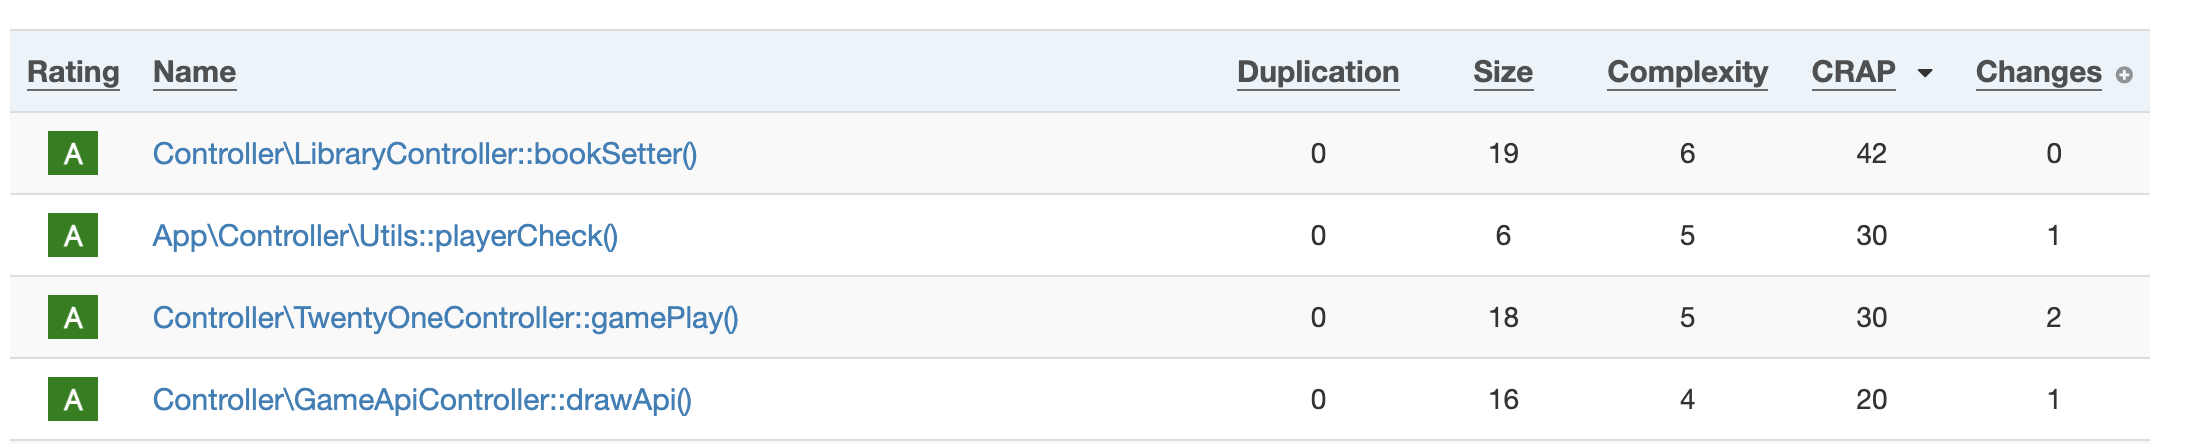 Rating Name Duplication Size Complexity CRAP Changes
A Controller\LibraryController::bookSetter() 0 19 6 42 0
A App\Controller\Utils::playerCheck() 0 6 5 30 1
A Controller\TwentyOneController::gamePlay() 0 18 5 30 2
A Controller\GameApiController::drawApi() 0 16 4 20 1